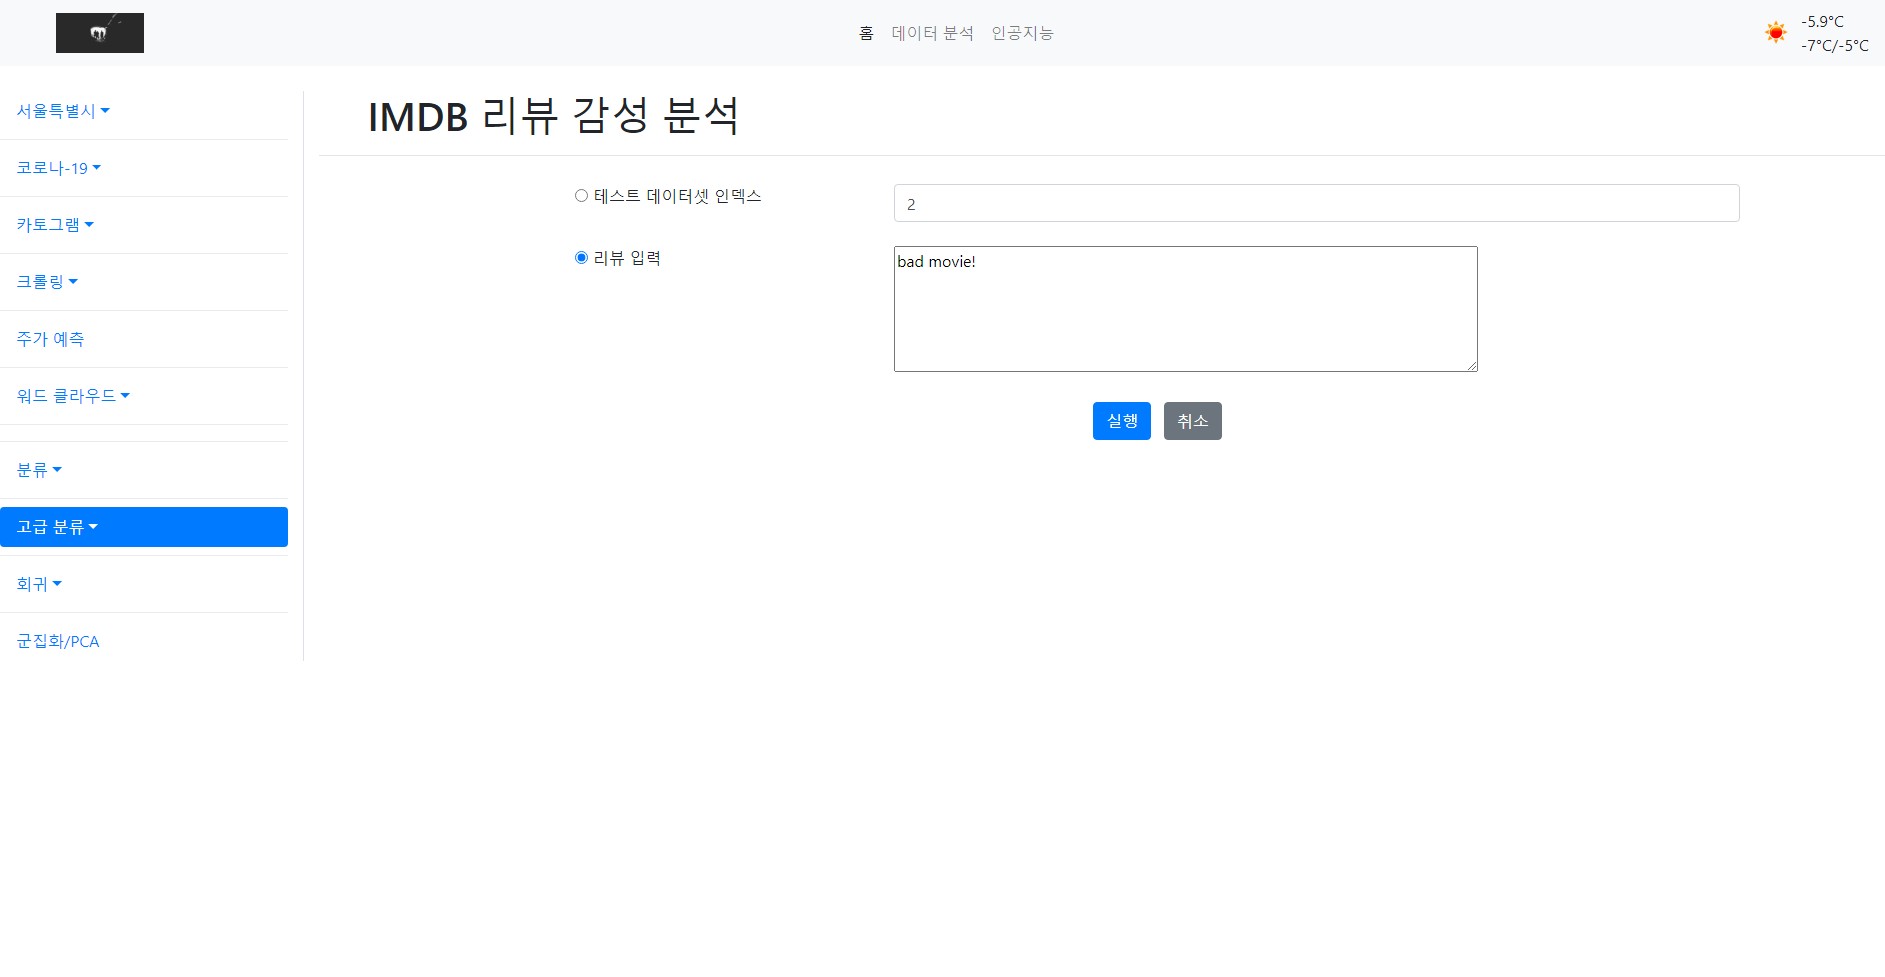 홈 데이터 분석 인공지능
-5.9°C
-7°C/-5°C
서울특별시
코로나-19
카토그램
크롤링
주가 예측
워드 클라우드
분류
고급 분류
회귀
군집화/PCA
IMDB 리뷰 감성 분석
테스트 데이터셋 인덱스 2
리뷰 입력 bad movie!
실행 취소